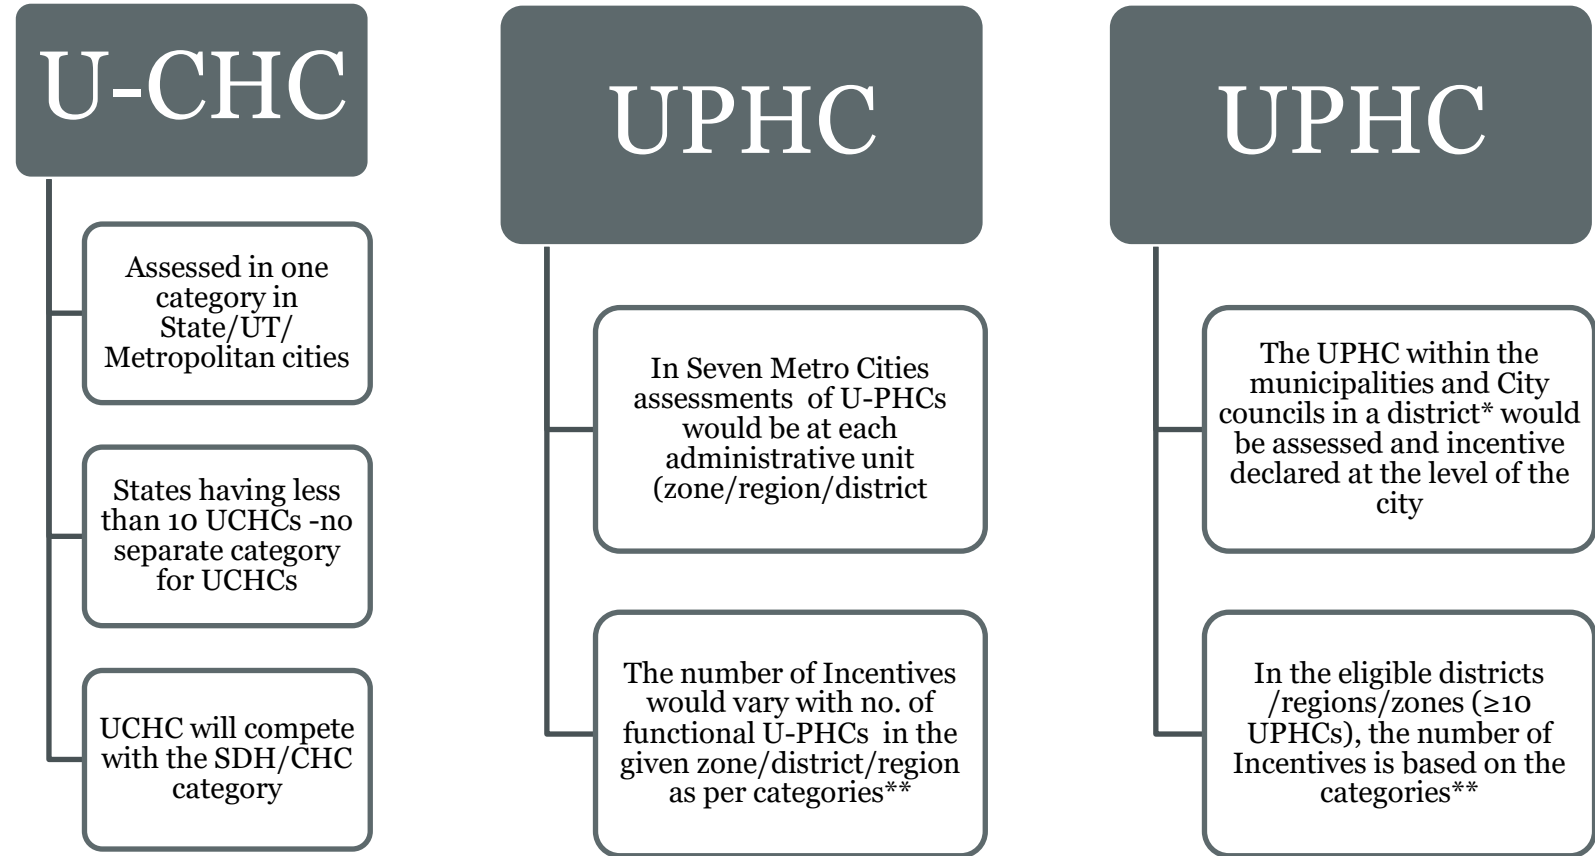 U-CHC
Assessed in one
category in
State/UT/
Metropolitan cities
States having less
than 10 UCHCs -no
separate category
for UCHCs
UCHC will compete
with the SDH/CHC
category
UPHC
In Seven Metro Cities
assessments of U-PHCs
would be at each
administrative unit
(zone/region/district
The number of Incentives
would vary with no. of
functional U-PHCs in the
given zone/district/region
as per categories**
UPHC
The UPHC within the
municipalities and City
councils in a district* would
be assessed and incentive
declared at the level of the
city
In the eligible districts
/regions/zones (≥10
UPHCs), the number of
Incentives is based on the
categories**